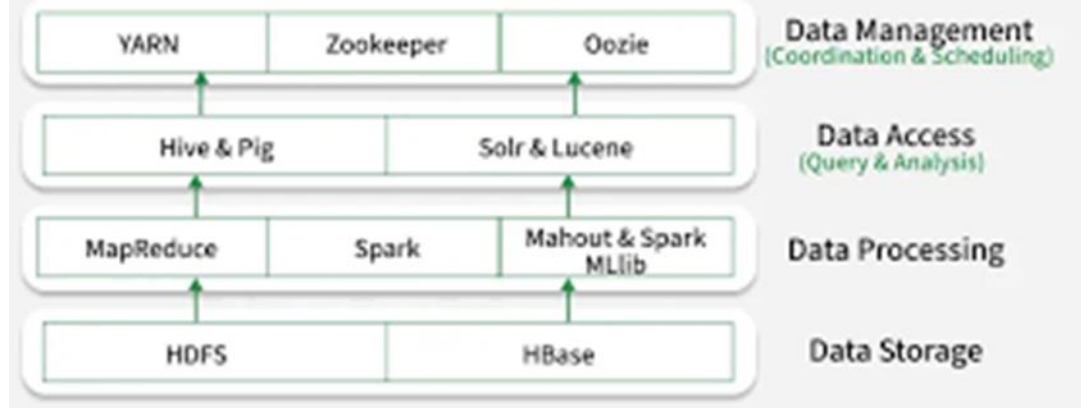 YARN Zookeeper Oozie Data Management
(Coordination & Scheduling)
Hive & Pig Solr & Lucene Data Access
(Query & Analysis)
MapReduce Spark Mahout & Spark
MLlib Data Processing
HDFS HBase Data Storage